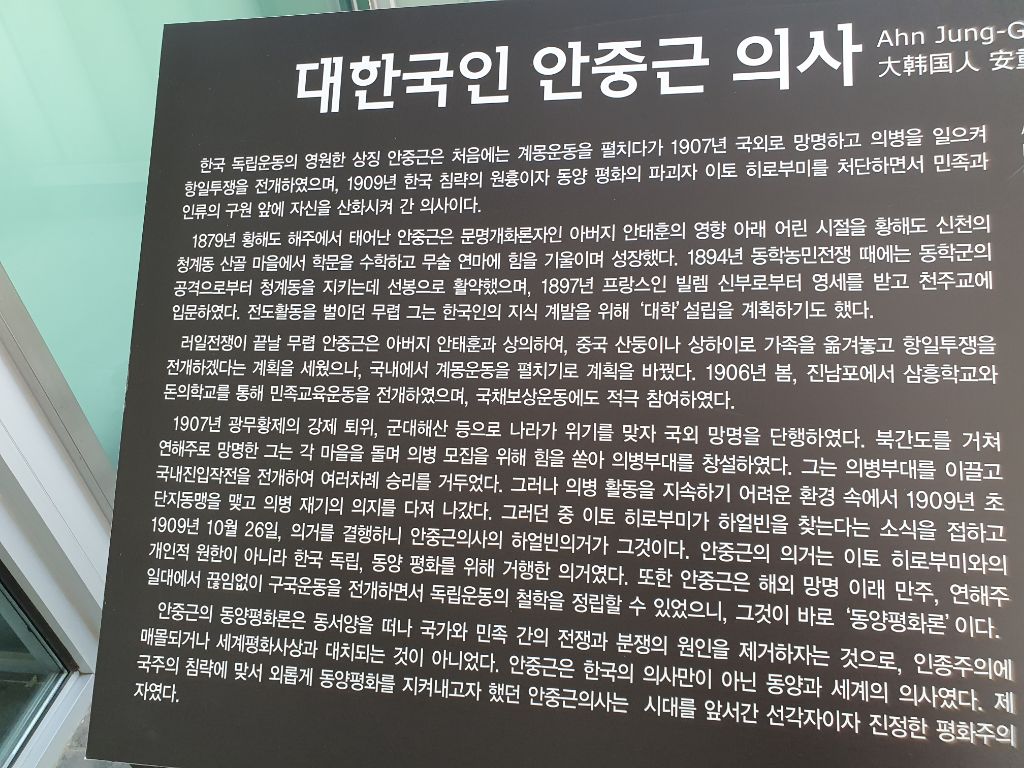 대한국인 안중근 의사
Ahn Jung-G
大韩国人 安重
한국 독립운동의 영원한 상징 안중근은 처음에는 계몽운동을 펼치다가 1907년 국외로 망명하고 의병을 일으켜
항일투쟁을 전개하였으며, 1909년 한국 침략의 원흉이자 동양 평화의 파괴자 이토 히로부미를 처단하면서 민족과
인류의 구원 앞에 자신을 산화시켜 간 의사이다.
1879년 황해도 해주에서 태어난 안중근은 문명개화론자인 아버지 안태훈의 영향 아래 어린 시절을 황해도 신천의
청계동 산골 마을에서 학문을 수학하고 무술 연마에 힘을 기울이며 성장했다. 1894년 동학농민전쟁 때에는 동학군의
공격으로부터 청계동을 지키는데 선봉으로 활약했으며, 1897년 프랑스인 빌렘 신부로부터 영세를 받고 천주교에
입문하였다. 전도활동을 벌이던 무렵 그는 한국인의 지식 계발을 위해 ‘대학’ 설립을 계획하기도 했다.
러일전쟁이 끝날 무렵 안중근은 아버지 안태훈과 상의하여, 중국 산둥이나 상하이로 가족을 옮겨놓고 항일투쟁을
전개하겠다는 계획을 세웠으나, 국내에서 계몽운동을 펼치기로 계획을 바꿨다. 1906년 봄, 진남포에서 삼흥학교와
돈의학교를 통해 민족교육운동을 전개하였으며, 국채보상운동에도 적극 참여하였다.
1907년 광무황제의 강제 퇴위, 군대해산 등으로 나라가 위기를 맞자 국외 망명을 단행하였다. 북간도를 거쳐
연해주로 망명한 그는 각 마을을 돌며 의병 모집을 위해 힘을 쏟아 의병부대를 창설하였다. 그는 의병부대를 이끌고
국내진입작전을 전개하여 여러차례 승리를 거두었다. 그러나 의병 활동을 지속하기 어려운 환경 속에서 1909년 초
단지동맹을 맺고 의병 재기의 의지를 다져 나갔다. 그러던 중 이토 히로부미가 하얼빈을 찾는다는 소식을 접하고
1909년 10월 26일, 의거를 결행하니 안중근의사의 하얼빈의거가 그것이다. 안중근의 의거는 이토 히로부미와의
개인적 원한이 아니라 한국 독립, 동양 평화를 위해 거행한 의거였다. 또한 안중근은 해외 망명 이래 만주, 연해주
일대에서 끊임없이 구국운동을 전개하면서 독립운동의 철학을 정립할 수 있었으니, 그것이 바로 ‘동양평화론’ 이다.
안중근의 동양평화론은 동서양을 떠나 국가와 민족 간의 전쟁과 분쟁의 원인을 제거하자는 것으로, 인종주의에
매몰되거나 세계평화사상과 대치되는 것이 아니었다. 안중근은 한국의 의사만이 아닌 동양과 세계의 의사였다. 제
국주의 침략에 맞서 외롭게 동양평화를 지켜내고자 했던 안중근의사는 시대를 앞서간 선각자이자 진정한 평화주의
자였다.